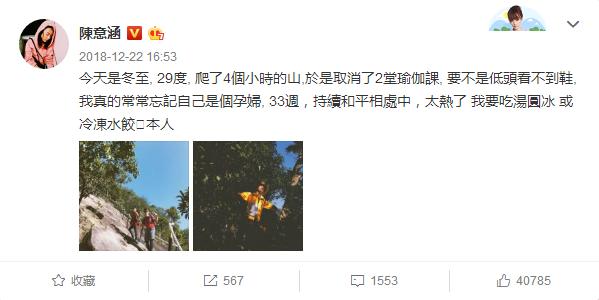 陳意涵
2018-12-22 16:53
今天是冬至, 29度, 爬了4個小時的山,於是取消了2堂瑜伽課, 要不是低頭看不到鞋,
我真的常常忘記自己是個孕婦, 33週，持續和平相處中，太熱了 我要吃湯圓冰 或
冷凍水餃□本人
收藏
567
1553
40785